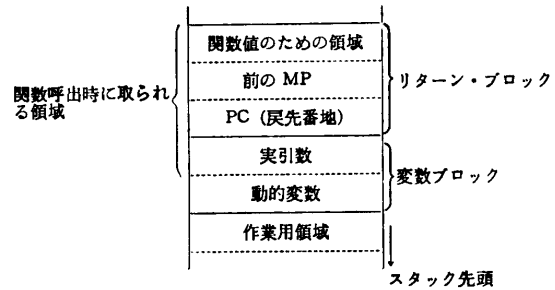 関数値のための領域
前の MP
PC (戻先番地)
実引数
動的変数
作業用領域
関数呼出時に取られ
る領域
リターン・ブロック
変数ブロック
スタック先頭